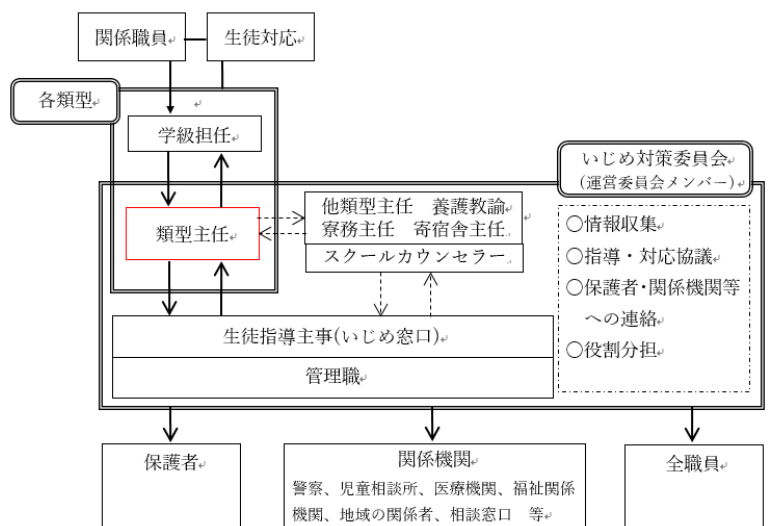 関係職員
生徒対応
各類型
学級担任
いじめ対策委員会
(運営委員会メンバー)
類型主任
他類型主任　養護教諭
寮務主任　寄宿舎主任
スクールカウンセラー
〇情報収集
〇指導・対応協議
〇保護者・関係機関等
への連絡
〇役割分担
生徒指導主事(いじめ窓口)
管理職
保護者
関係機関
警察、児童相談所、医療機関、福祉関係
機関、地域の関係者、相談窓口　等
全職員